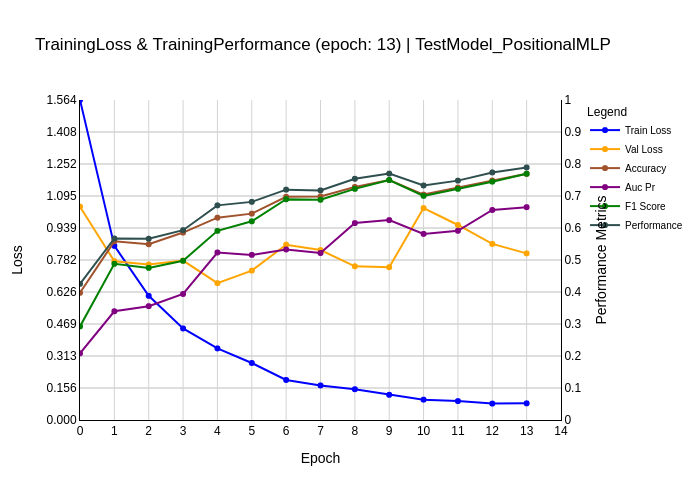 TrainingLoss & TrainingPerformance (epoch: 13) | TestModel_PositionalMLP
Loss
1.564
1.408
1.252
1.095
0.939
0.782
0.626
0.469
0.313
0.156
0.000
0 1 2 3 4 5 6 7 8 9 10 11 12 13 14
Epoch
1
0.9
0.8
0.7
0.6
0.5
0.4
0.3
0.2
0.1
0
Performance Metrics
Legend
Train Loss
Val Loss
Accuracy
Auc Pr
F1 Score
Performance